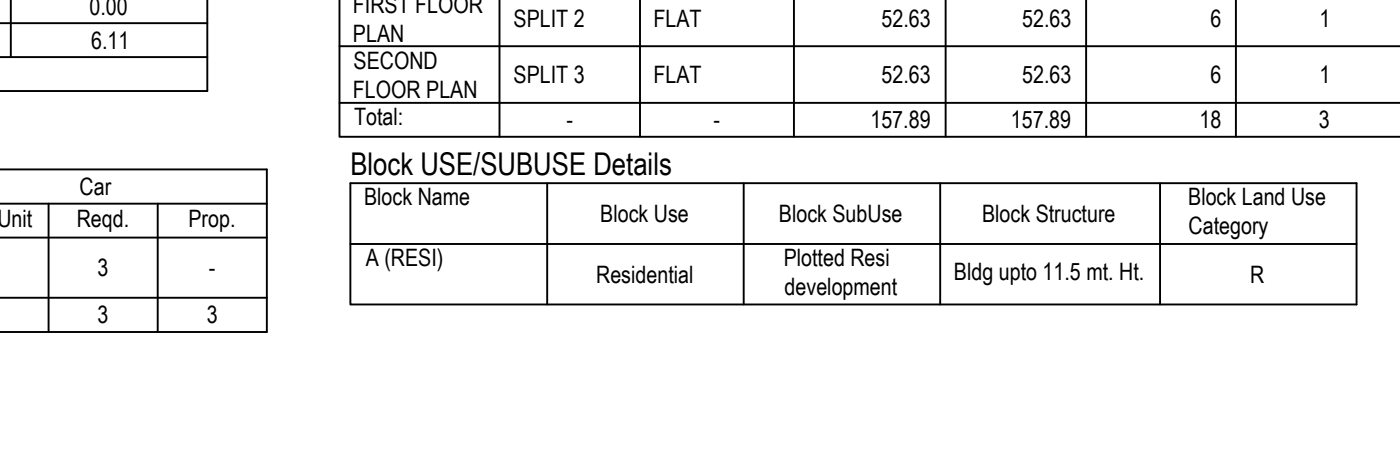 0.00
6.11
FIRST FLOOR
PLAN
SPLIT 2
FLAT
52.63
52.63
6
1
SECOND
FLOOR PLAN
SPLIT 3
FLAT
52.63
52.63
6
1
Total:
-
-
157.89
157.89
18
3
Car
Unit
Reqd.
Prop.
3
-
3
3
Block USE/SUBUSE Details
Block Name
Block Use
Block SubUse
Block Structure
Block Land Use
Category
A (RESI)
Residential
Plotted Resi
development
Bldg upto 11.5 mt. Ht.
R